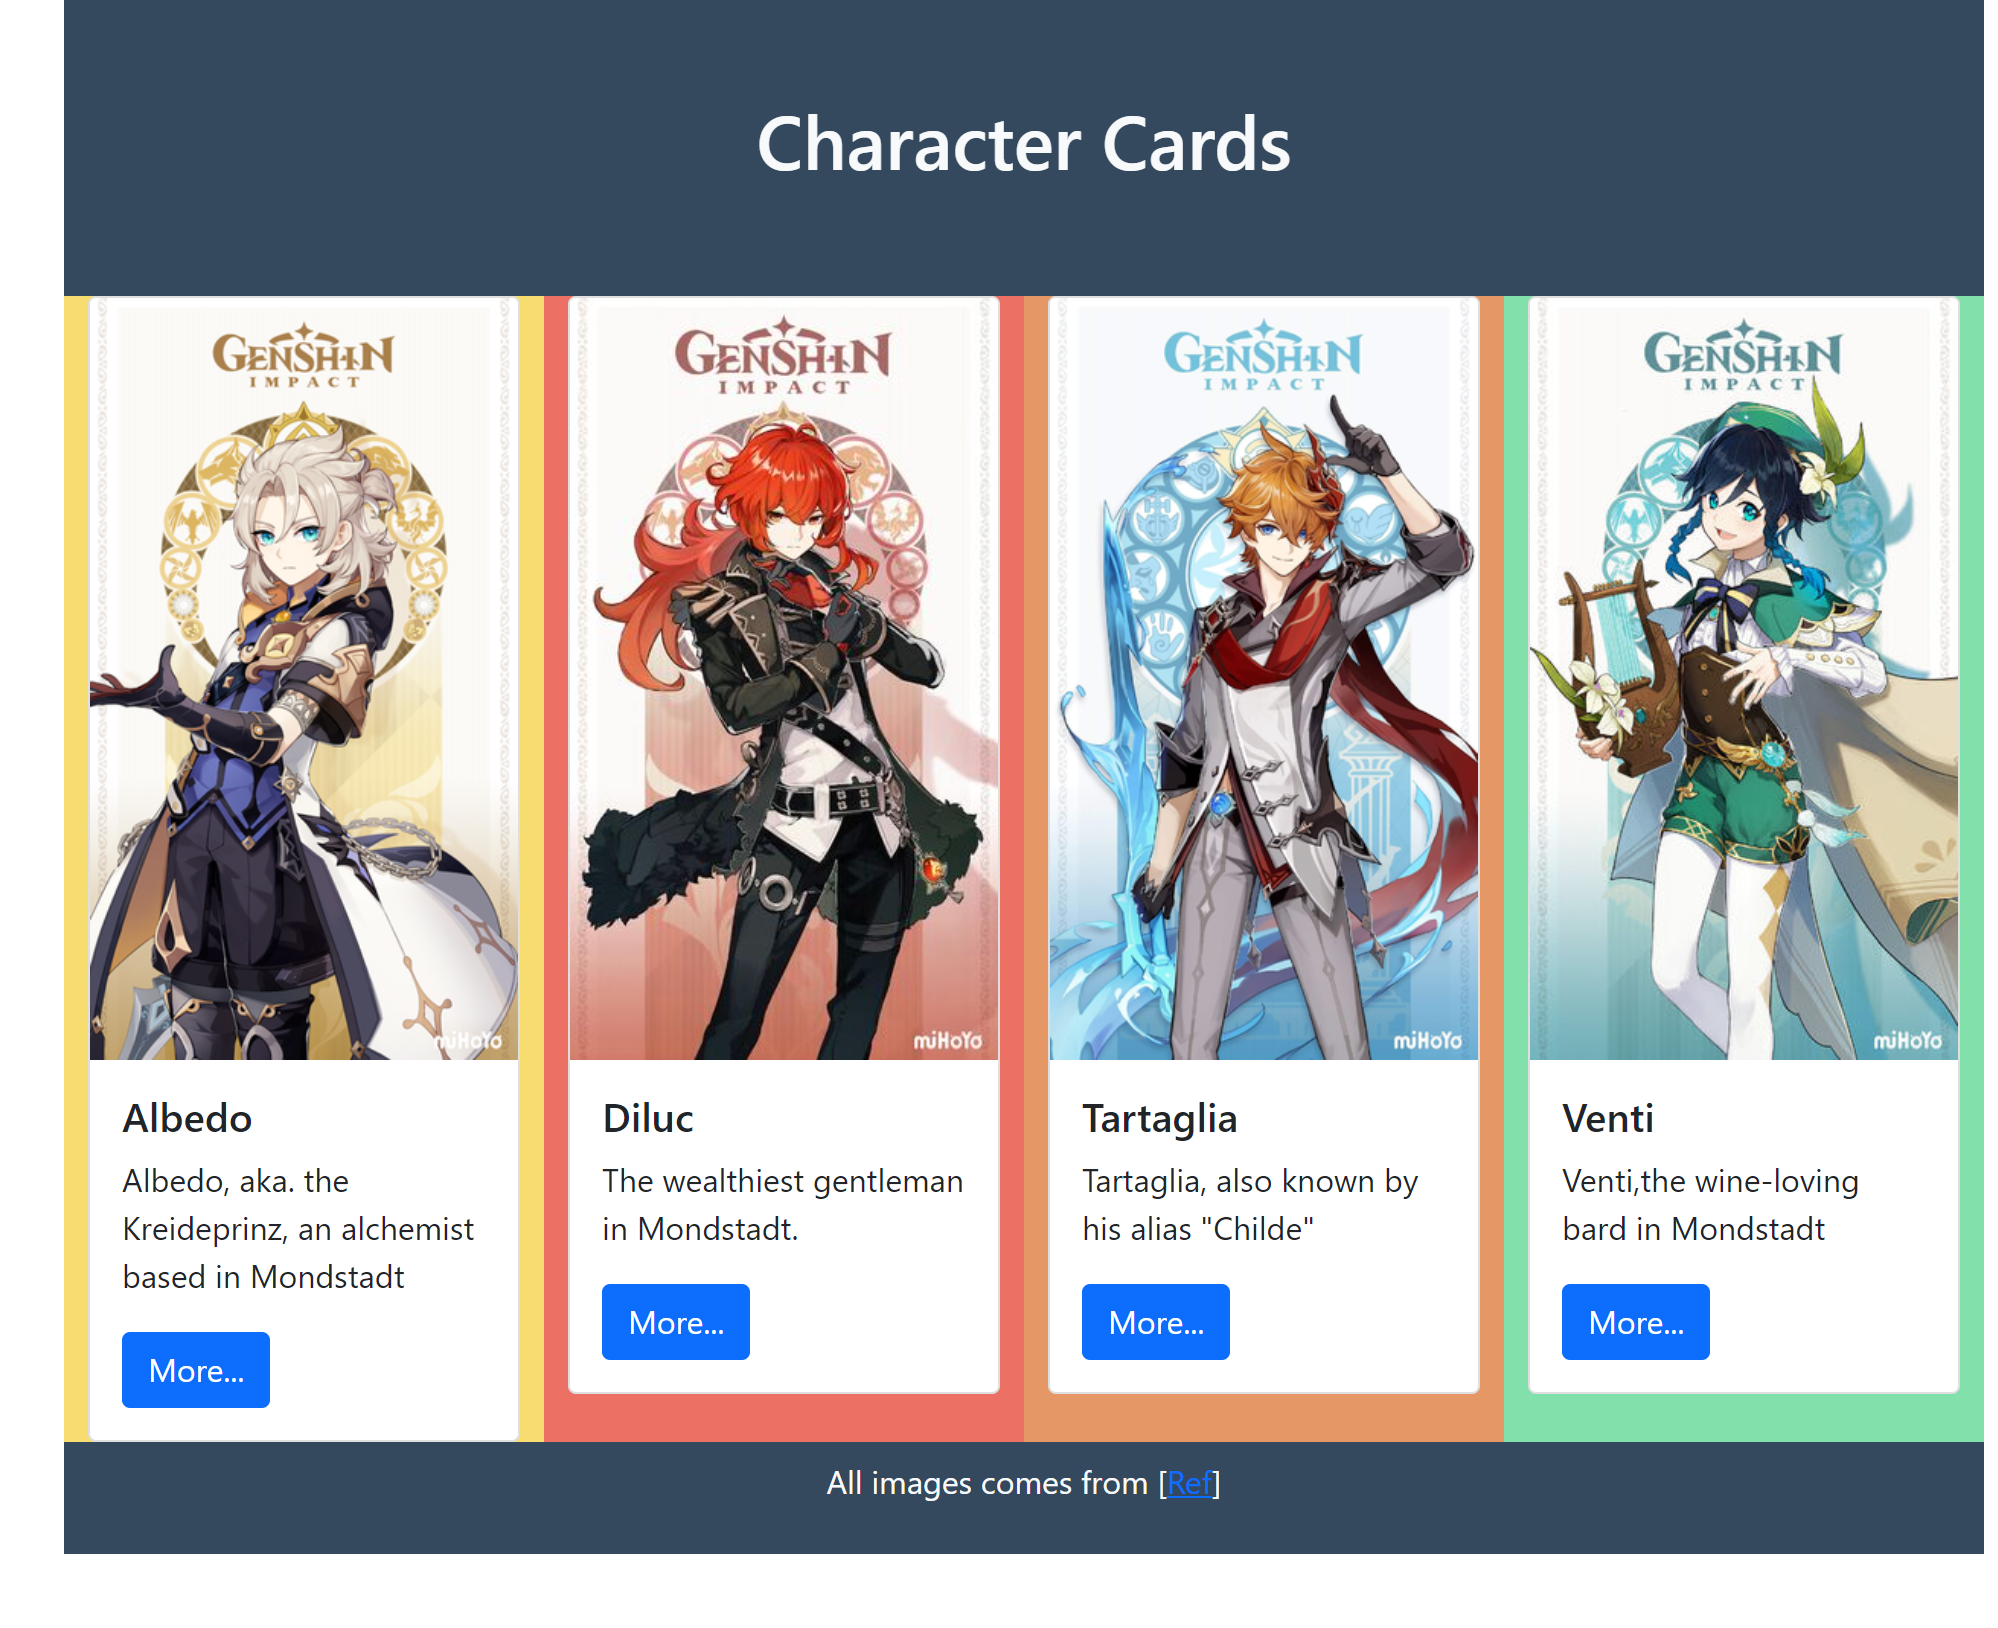 Character Cards
GENSHIN
IMPACT
miHoYo
Albedo
Albedo, aka. the
Kreideprinz, an alchemist
based in Mondstadt
More...
GENSHIN
IMPACT
miHoYo
Diluc
The wealthiest gentleman
in Mondstadt.
More...
GENSHIN
IMPACT
miHoYo
Tartaglia
Tartaglia, also known by
his alias "Childe"
More...
GENSHIN
IMPACT
miHoYo
Venti
Venti,the wine-loving
bard in Mondstadt
More...
All images comes from [Ref]